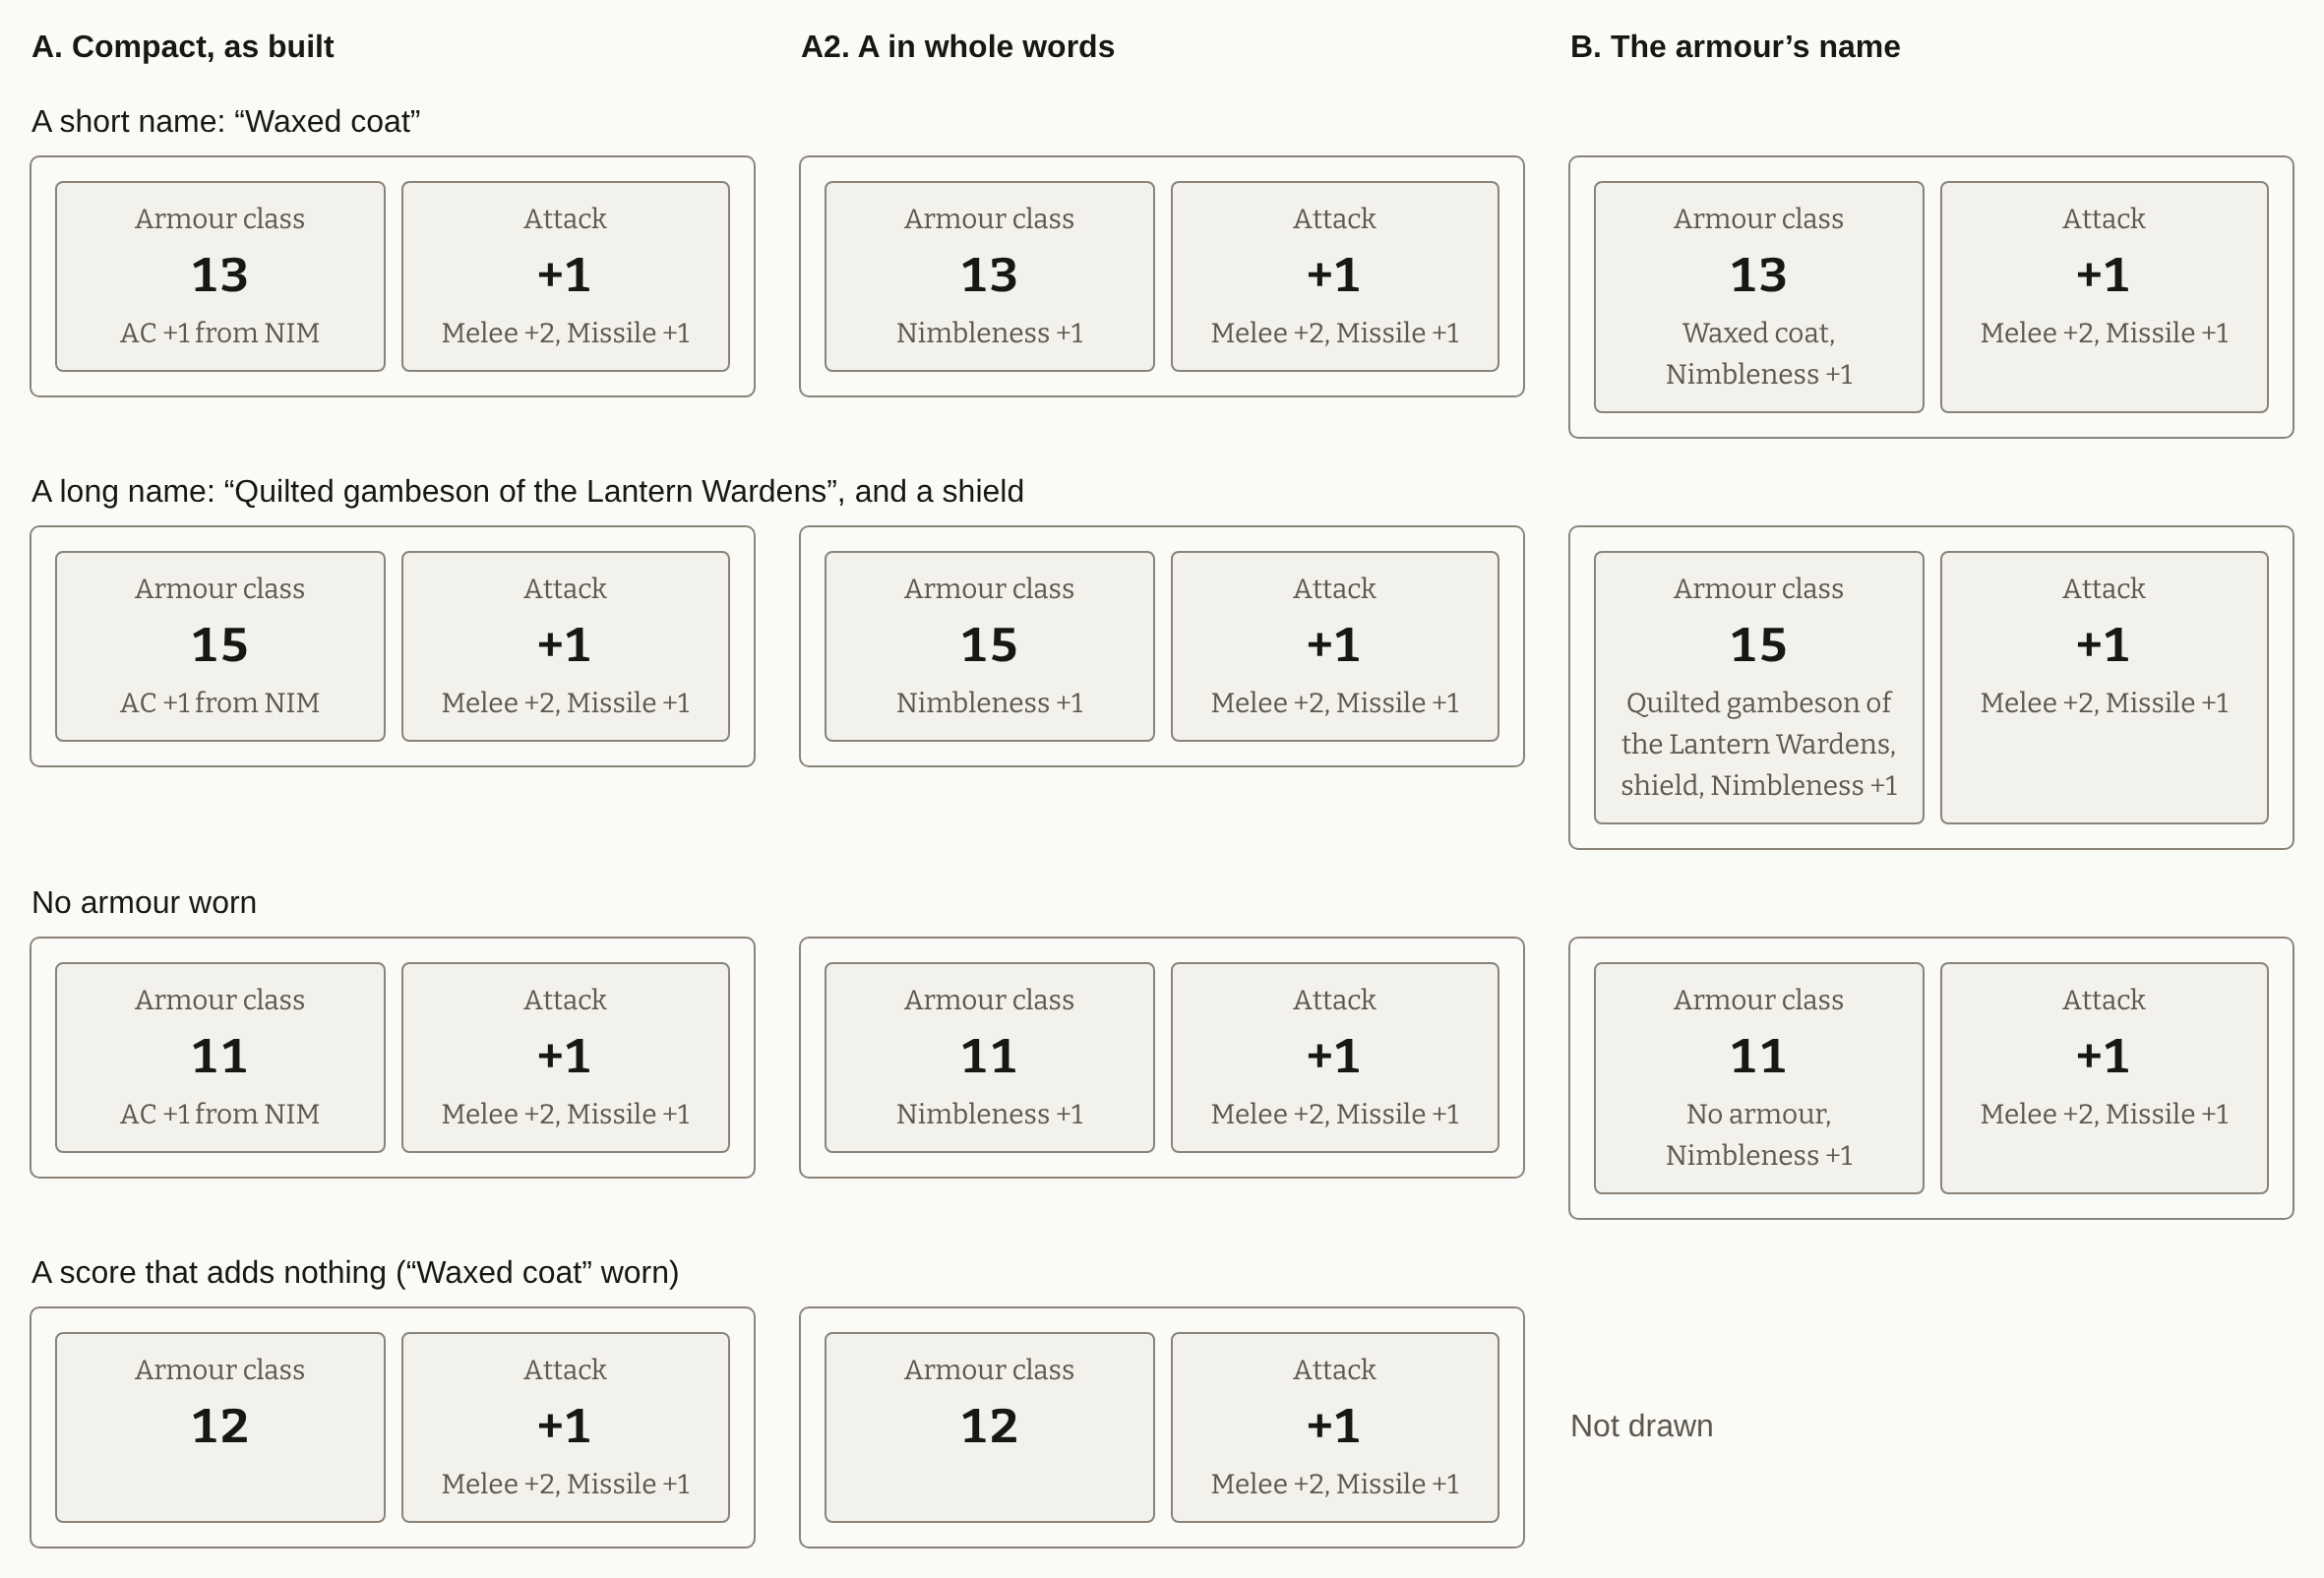 A. Compact, as built
A2. A in whole words
B. The armour’s name
A short name: “Waxed coat”
Armour class
13
AC +1 from NIM
Attack
+1
Melee +2, Missile +1
Armour class
13
Nimbleness +1
Attack
+1
Melee +2, Missile +1
Armour class
13
Waxed coat,
Nimbleness +1
Attack
+1
Melee +2, Missile +1
A long name: “Quilted gambeson of the Lantern Wardens”, and a shield
Armour class
15
AC +1 from NIM
Attack
+1
Melee +2, Missile +1
Armour class
15
Nimbleness +1
Attack
+1
Melee +2, Missile +1
Armour class
15
Quilted gambeson of
the Lantern Wardens,
shield, Nimbleness +1
Attack
+1
Melee +2, Missile +1
No armour worn
Armour class
11
AC +1 from NIM
Attack
+1
Melee +2, Missile +1
Armour class
11
Nimbleness +1
Attack
+1
Melee +2, Missile +1
Armour class
11
No armour,
Nimbleness +1
Attack
+1
Melee +2, Missile +1
A score that adds nothing (“Waxed coat” worn)
Armour class
12
Attack
+1
Melee +2, Missile +1
Armour class
12
Attack
+1
Melee +2, Missile +1
Not drawn